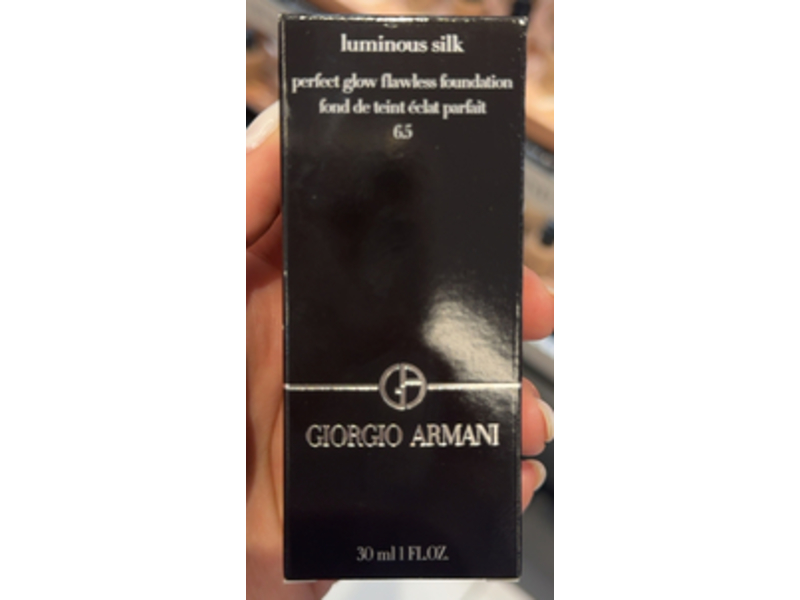 luminous silk
perfect glow flawless foundation
fond de teint éclat parfait
6.5
GIORGIO ARMANI
30 ml 1 FL.OZ.